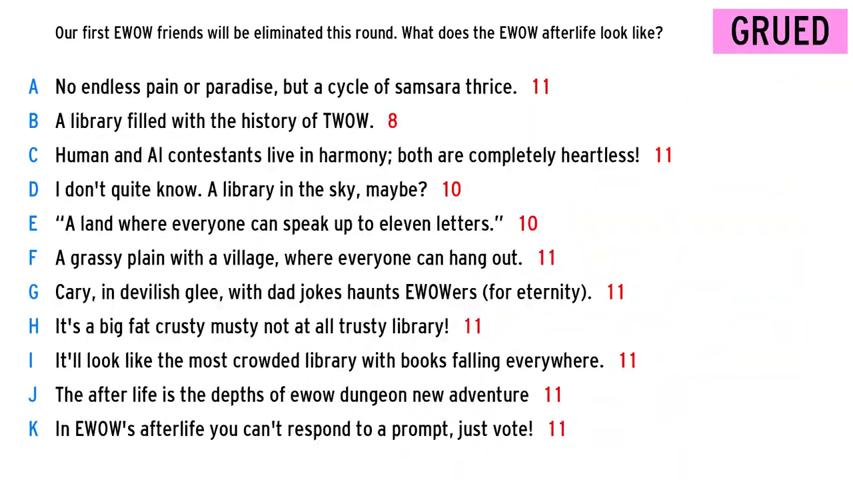 Our first EWOW friends will be eliminated this round. What does the EWOW afterlife look like?
GRUED
A No endless pain or paradise, but a cycle of samsara thrice. 11
B A library filled with the history of TWOW. 8
C Human and AI contestants live in harmony; both are completely heartless! 11
D I don't quite know. A library in the sky, maybe? 10
E “A land where everyone can speak up to eleven letters.” 10
F A grassy plain with a village, where everyone can hang out. 11
G Cary, in devilish glee, with dad jokes haunts EWOWers (for eternity). 11
H It's a big fat crusty musty not at all trusty library! 11
I It'll look like the most crowded library with books falling everywhere. 11
J The after life is the depths of ewow dungeon new adventure 11
K In EWOW's afterlife you can't respond to a prompt, just vote! 11